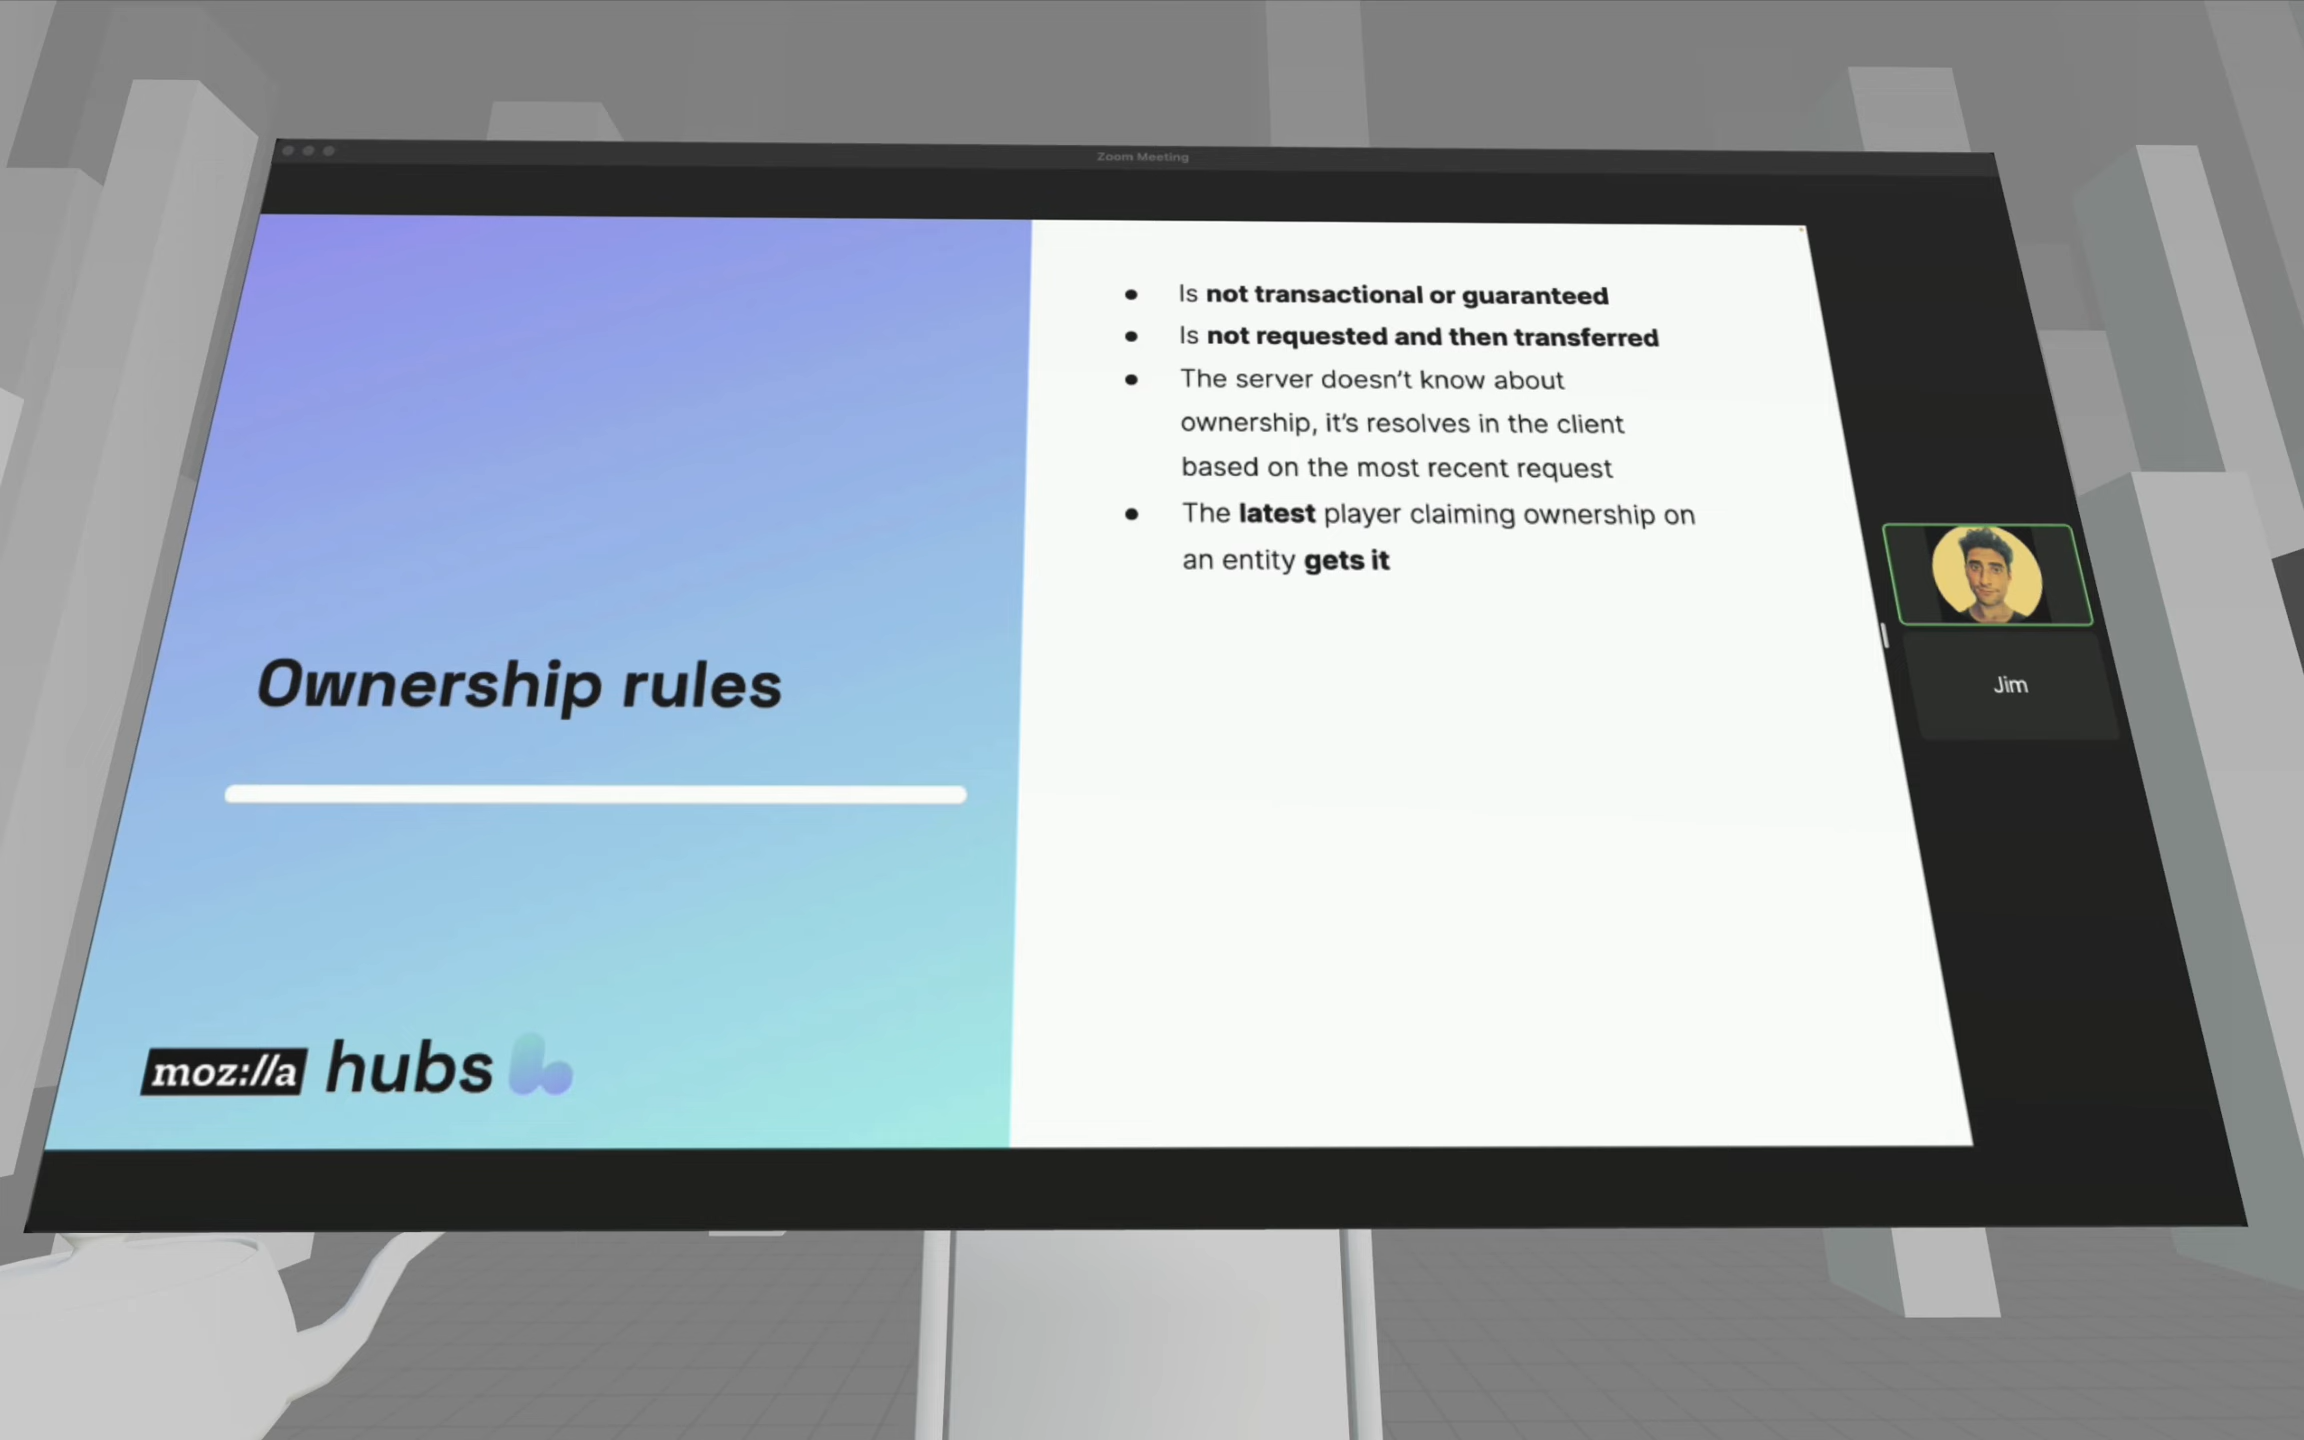 Zoom Meeting
Ownership rules
moz://a hubs
Is not transactional or guaranteed
Is not requested and then transferred
The server doesn't know about
ownership, it's resolves in the client
based on the most recent request
The latest player claiming ownership on
an entity gets it
Jim